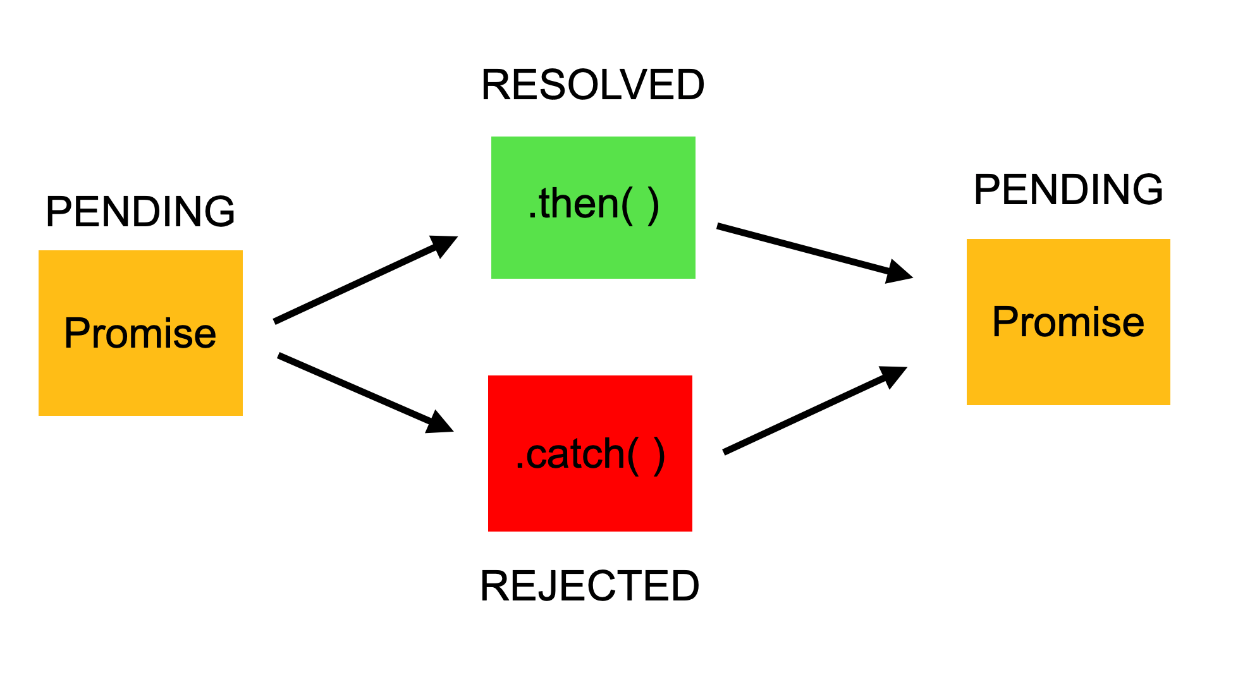 RESOLVED
.then( )
PENDING
Promise
.catch( )
REJECTED
PENDING
Promise